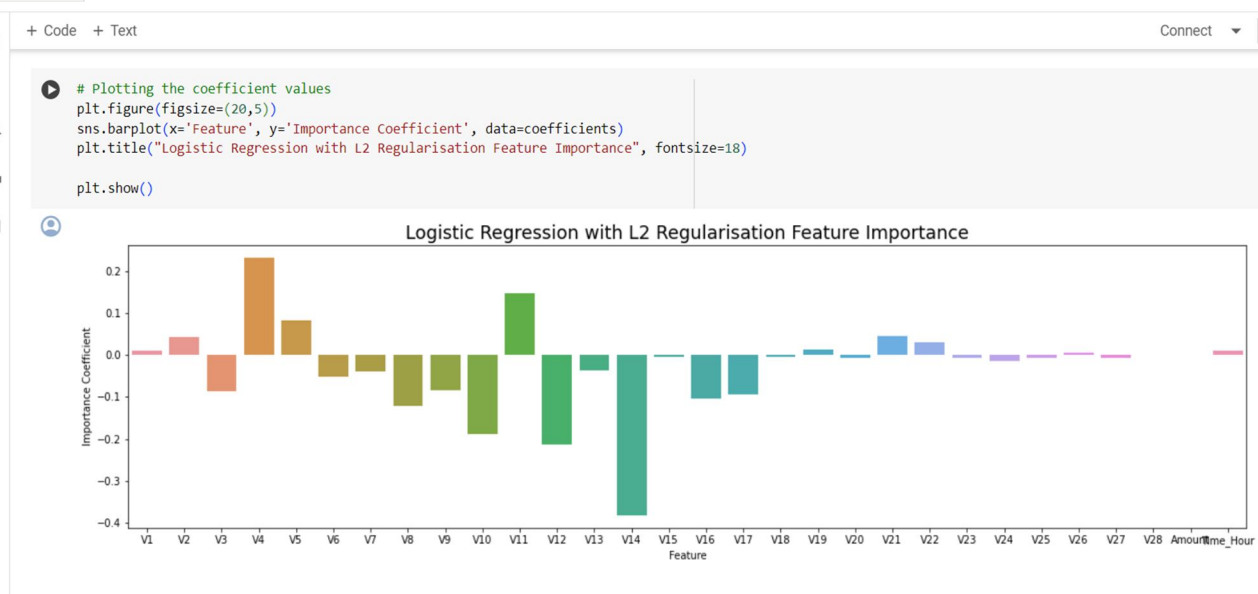 + Code + Text
Connect
# Plotting the coefficient values
plt.figure(figsize=(20,5))
sns.barplot(x='Feature', y='Importance Coefficient', data=coefficients)
plt.title("Logistic Regression with L2 Regularisation Feature Importance", fontsize=18)
plt.show()
Logistic Regression with L2 Regularisation Feature Importance
Importance Coefficient
0.2
0.1
0.0
−0.1
−0.2
−0.3
−0.4
V1 V2 V3 V4 V5 V6 V7 V8 V9 V10 V11 V12 V13 V14 V15 V16 V17 V18 V19 V20 V21 V22 V23 V24 V25 V26 V27 V28 Amount Time_Hour
Feature